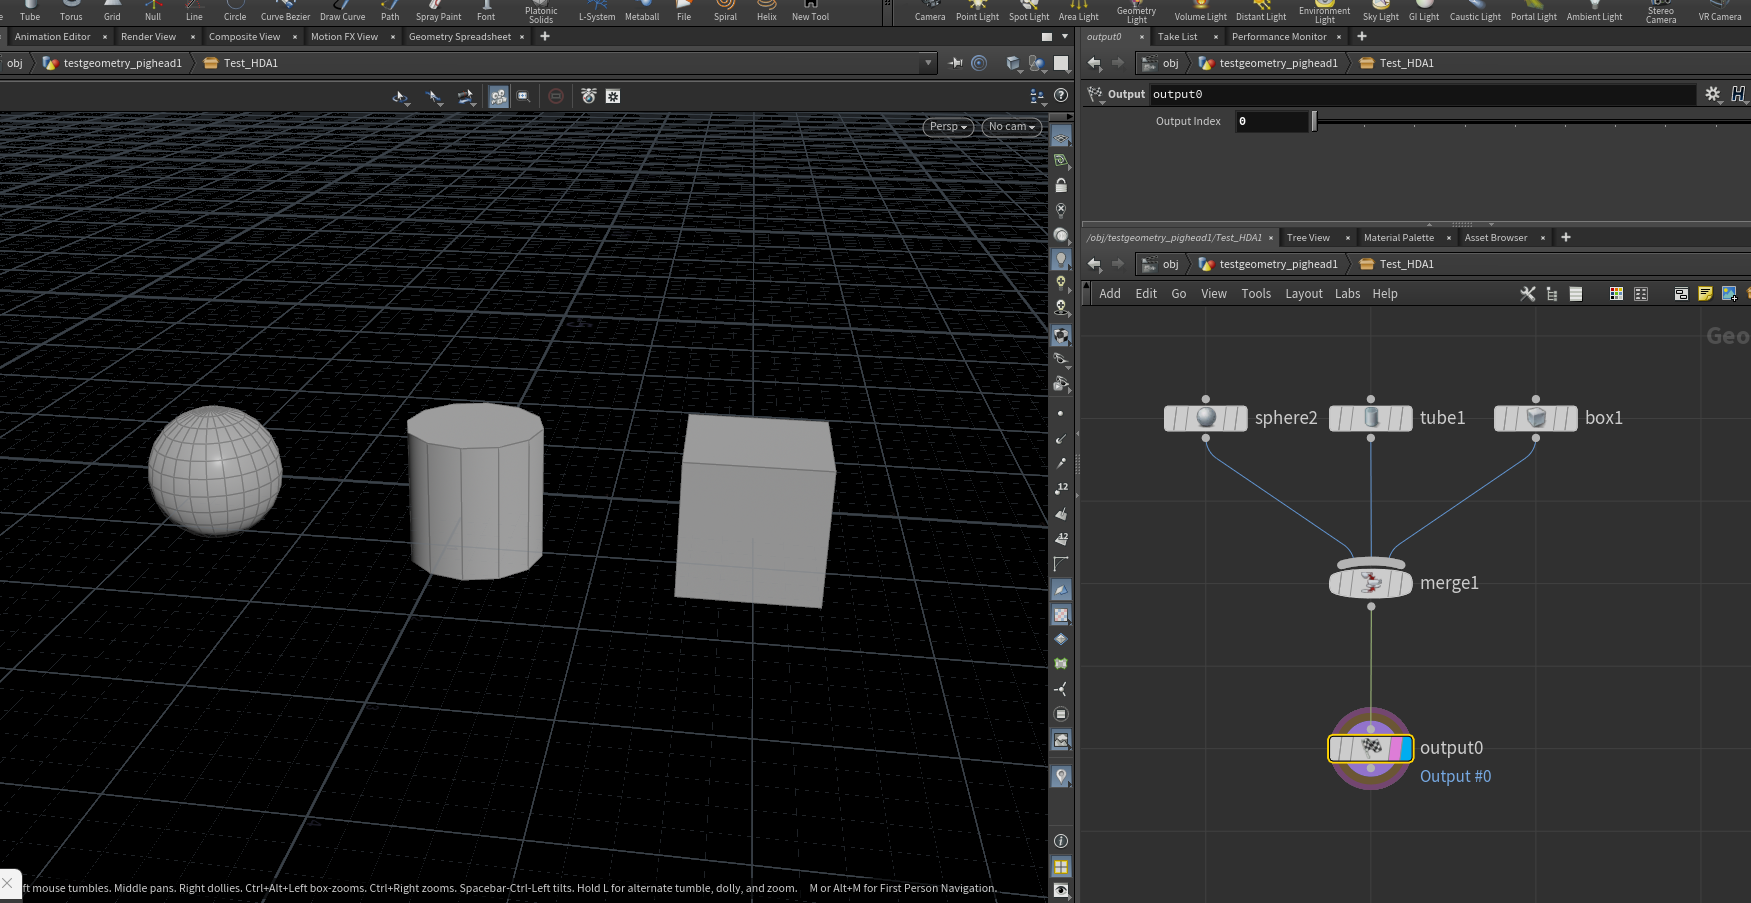 Tube Torus Grid Null Line Circle Curve Bezier Draw Curve Path Spray Paint Font Platonic Solids L-System Metaball File Spiral Helix New Tool
Camera Point Light Spot Light Area Light Geometry Light Volume Light Distant Light Environment Light Sky Light GI Light Caustic Light Portal Light Ambient Light Stereo Camera VR Camera
Animation Editor Render View Composite View Motion FX View Geometry Spreadsheet
output0 Take List Performance Monitor
obj testgeometry_pighead1 Test_HDA1
obj testgeometry_pighead1 Test_HDA1
Output output0
Output Index 0
Persp No cam
/obj/testgeometry_pighead1/Test_HDA1 Tree View Material Palette Asset Browser
obj testgeometry_pighead1 Test_HDA1
Add Edit Go View Tools Layout Labs Help
Geo
sphere2 tube1 box1
12
12
merge1
output0
Output #0
ft mouse tumbles. Middle pans. Right dollies. Ctrl+Alt+Left box-zooms. Ctrl+Right zooms. Spacebar-Ctrl-Left tilts. Hold L for alternate tumble, dolly, and zoom. M or Alt+M for First Person Navigation.